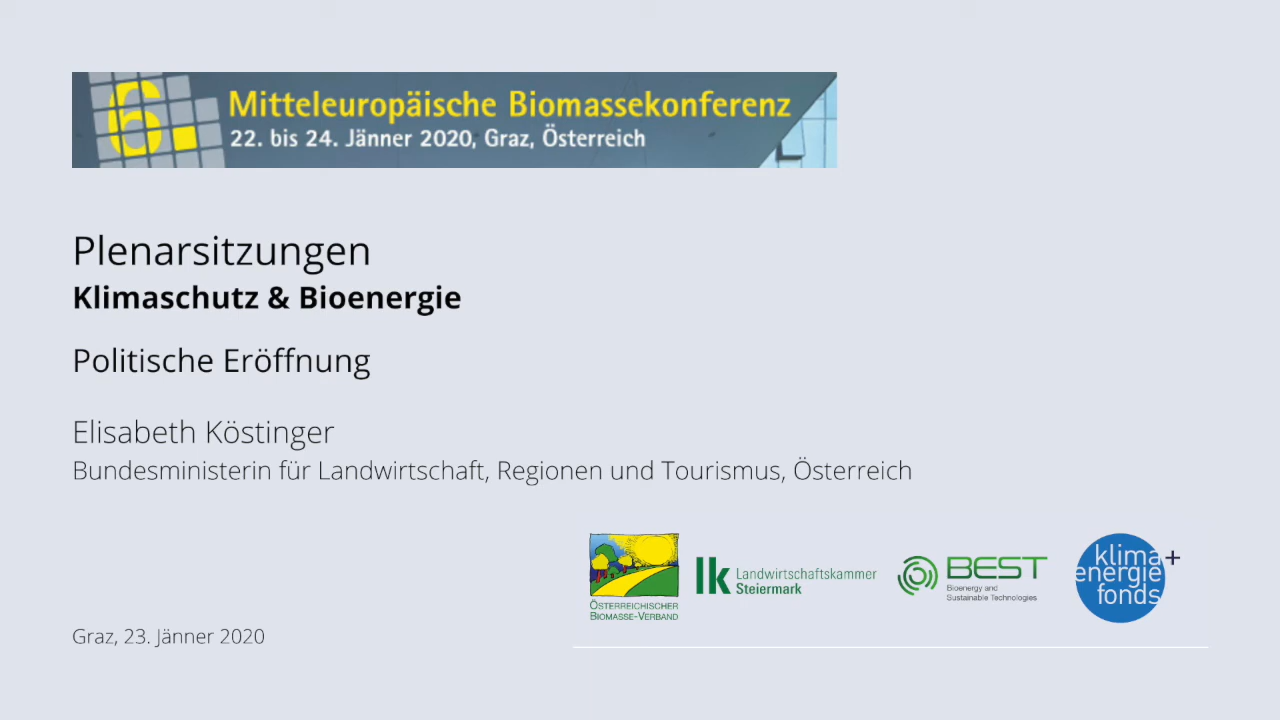 6. Mitteleuropäische Biomassekonferenz
22. bis 24. Jänner 2020, Graz, Österreich
Plenarsitzungen
Klimaschutz & Bioenergie
Politische Eröffnung
Elisabeth Köstinger
Bundesministerin für Landwirtschaft, Regionen und Tourismus, Österreich
ÖSTERREICHISCHER
BIOMASSE-VERBAND
lk Landwirtschaftskammer
Steiermark
BEST
Bioenergy and
Sustainable Technologies
klima+
energie
fonds
Graz, 23. Jänner 2020